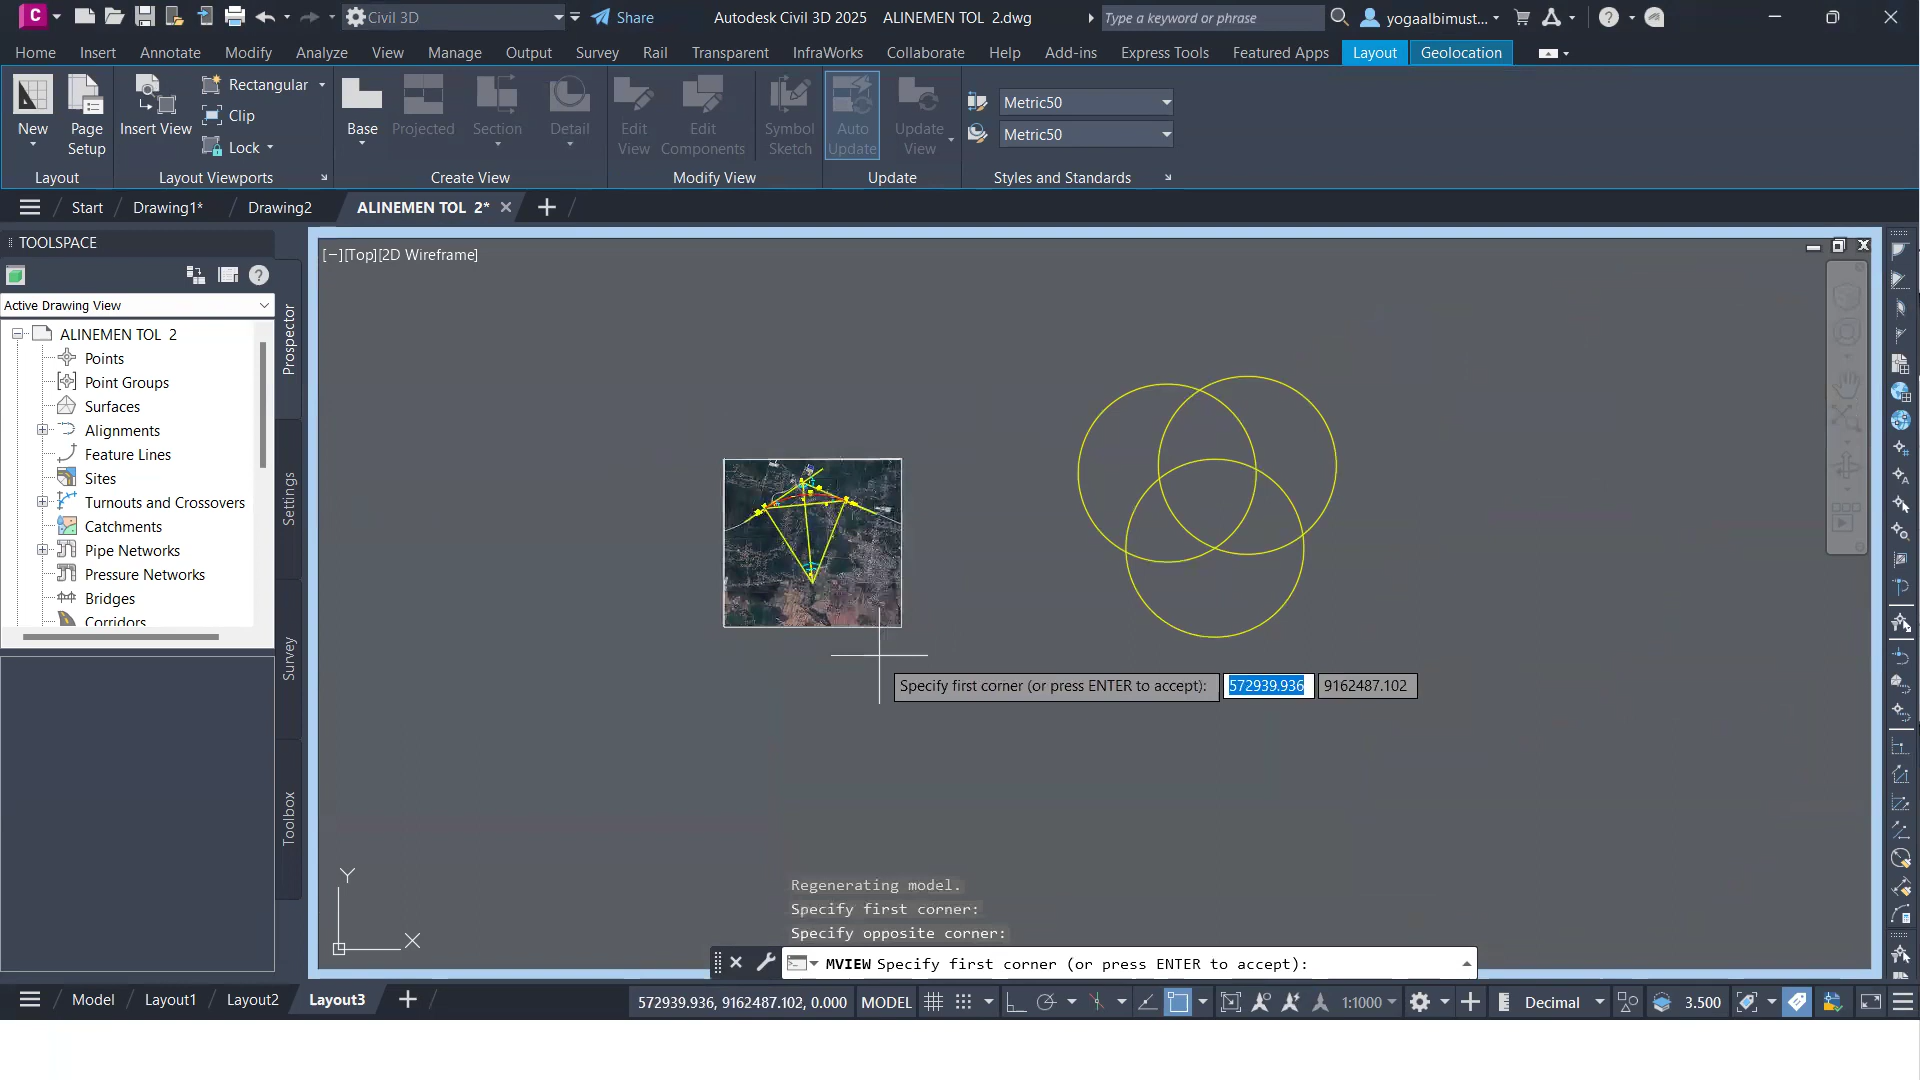 C Civil 3D Share Autodesk Civil 3D 2025 ALINEMEN TOL 2.dwg Type a keyword or phrase yogaalbimust...
Home Insert Annotate Modify Analyze View Manage Output Survey Rail Transparent InfraWorks Collaborate Help Add-ins Express Tools Featured Apps Layout Geolocation
New
Page Setup
Insert View
Rectangular
Clip
Lock
Base
Projected
Section
Detail
Edit View
Edit Components
Symbol Sketch
Auto Update
Update View
Metric50
Metric50
Layout Layout Viewports Create View Modify View Update Styles and Standards
Start Drawing1* Drawing2 ALINEMEN TOL 2*
TOOLSPACE
Active Drawing View
ALINEMEN TOL 2
Points
Point Groups
Surfaces
Alignments
Feature Lines
Sites
Turnouts and Crossovers
Catchments
Pipe Networks
Pressure Networks
Bridges
Corridors
Prospector
Settings
Survey
Toolbox
[−][Top][2D Wireframe]
Specify first corner (or press ENTER to accept): 572939.936 9162487.102
Y
X
Regenerating model.
Specify first corner:
Specify opposite corner:
MVIEW Specify first corner (or press ENTER to accept):
Model Layout1 Layout2 Layout3
572939.936, 9162487.102, 0.000 MODEL 1:1000 Decimal 3.500